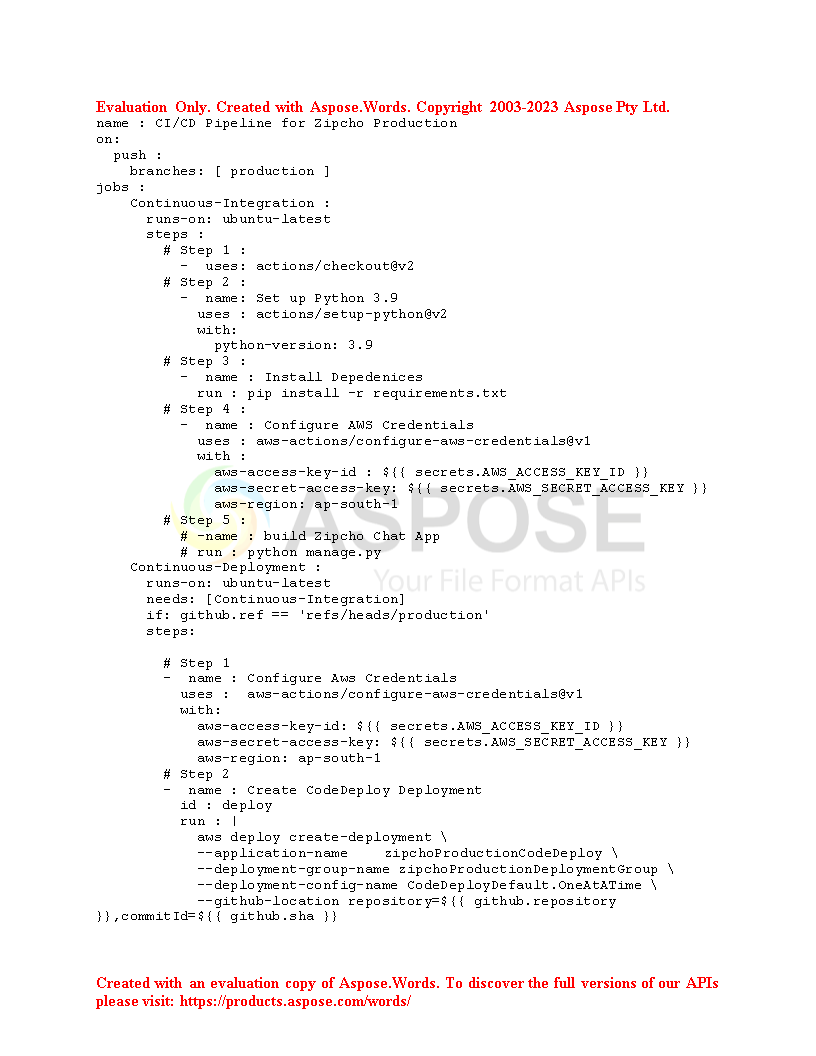 Evaluation Only. Created with Aspose.Words. Copyright 2003-2023 Aspose Pty Ltd.
name : CI/CD Pipeline for Zipcho Production
on:
  push :
    branches: [ production ]
jobs :
    Continuous-Integration :
      runs-on: ubuntu-latest
      steps :
        # Step 1 :
          -  uses: actions/checkout@v2
        # Step 2 :
          -  name: Set up Python 3.9
            uses : actions/setup-python@v2
            with:
              python-version: 3.9
        # Step 3 :
          -  name : Install Depedenices
            run : pip install -r requirements.txt
        # Step 4 :
          -  name : Configure AWS Credentials
            uses : aws-actions/configure-aws-credentials@v1
            with :
              aws-access-key-id : ${{ secrets.AWS_ACCESS_KEY_ID }}
              aws-secret-access-key: ${{ secrets.AWS_SECRET_ACCESS_KEY }}
              aws-region: ap-south-1
        # Step 5 :
          # -name : build Zipcho Chat App
          # run : python manage.py
    Continuous-Deployment :
      runs-on: ubuntu-latest
      needs: [Continuous-Integration]
      if: github.ref == 'refs/heads/production'
      steps:

        # Step 1
        -  name : Configure Aws Credentials
          uses :  aws-actions/configure-aws-credentials@v1
          with:
            aws-access-key-id: ${{ secrets.AWS_ACCESS_KEY_ID }}
            aws-secret-access-key: ${{ secrets.AWS_SECRET_ACCESS_KEY }}
            aws-region: ap-south-1
        # Step 2
        -  name : Create CodeDeploy Deployment
          id : deploy
          run : |
            aws deploy create-deployment \
            --application-name    zipchoProductionCodeDeploy \
            --deployment-group-name zipchoProductionDeploymentGroup \
            --deployment-config-name CodeDeployDefault.OneAtATime \
            --github-location repository=${{ github.repository
}},commitId=${{ github.sha }}
ASPOSE
Your File Format APIs
Created with an evaluation copy of Aspose.Words. To discover the full versions of our APIs
please visit: https://products.aspose.com/words/